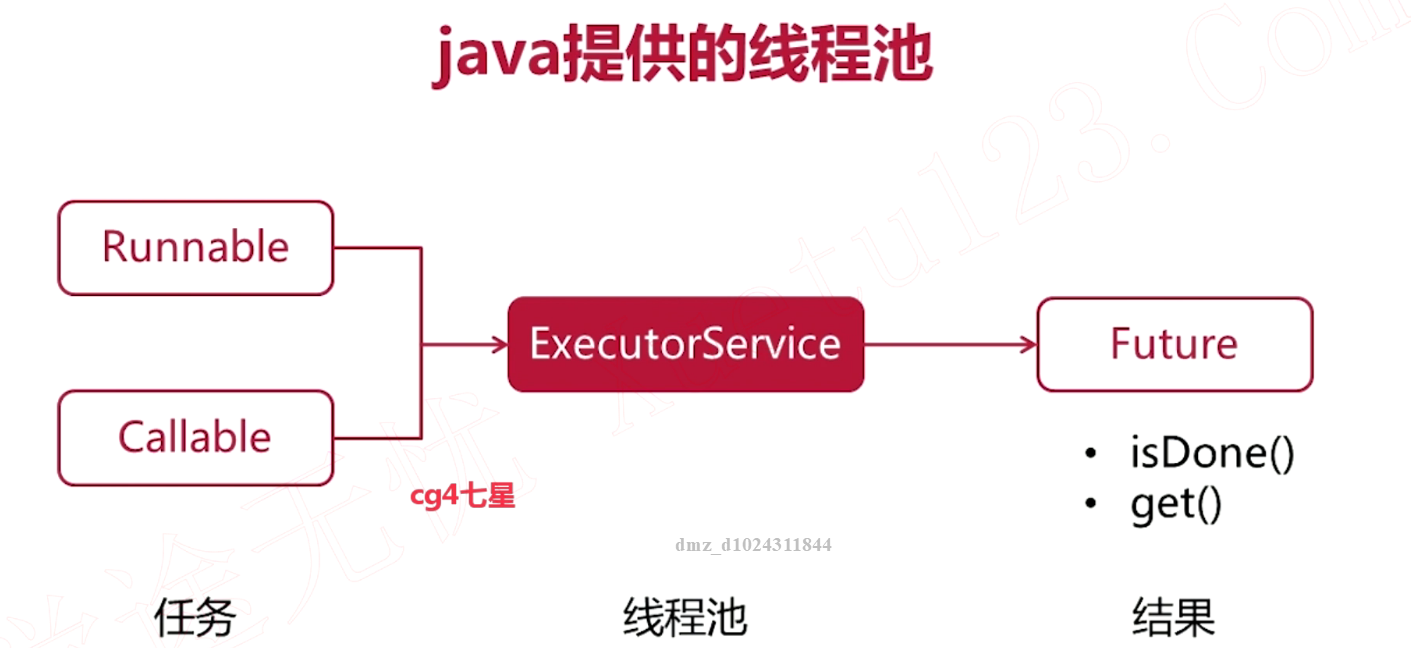 java提供的线程池
Runnable
ExecutorService
Future
Callable
• isDone()
• get()
cg4七星
dmz_d1024311844
任务
线程池
结果